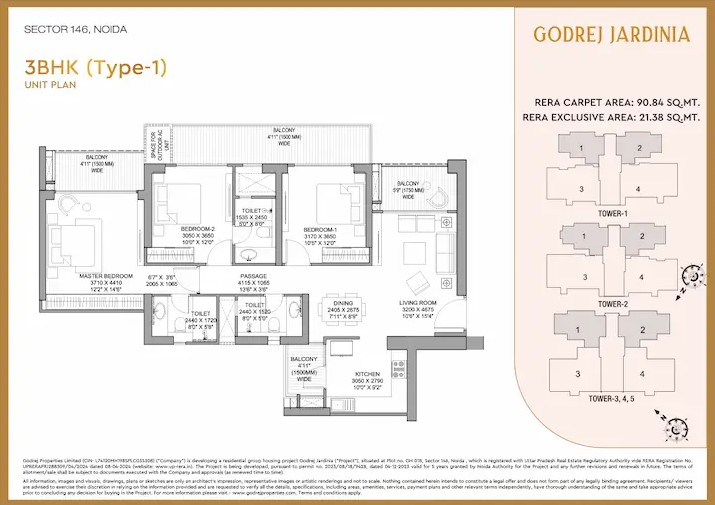 SECTOR 146, NOIDA
3BHK (Type-1)
UNIT PLAN
GODREJ JARDINIA
RERA CARPET AREA: 90.84 SQ.MT.
RERA EXCLUSIVE AREA: 21.38 SQ.MT.
BALCONY
4'11" (1500 MM)
WIDE
SPACE FOR
OUTDOOR AC
UNIT
BALCONY
4'11" (1500 MM)
WIDE
BALCONY
5'9" (1750 MM)
WIDE
BEDROOM-2
3050 X 3650
10'0" X 12'0"
TOILET
1535 X 2450
5'0" X 8'0"
BEDROOM-1
3170 X 3650
10'5" X 12'0"
MASTER BEDROOM
3710 X 4410
12'2" X 14'6"
6'7" X 3'6"
2006 X 1065
PASSAGE
4115 X 1065
13'6" X 3'6"
TOILET
2440 X 1720
8'0" X 5'8"
TOILET
2440 X 1520
8'0" X 5'0"
DINING
2405 X 2675
7'11" X 8'9"
LIVING ROOM
3200 X 4675
10'6" X 15'4"
BALCONY
4'11"
(1500MM)
WIDE
KITCHEN
3050 X 2790
10'0" X 9'2"
1
2
3
4
TOWER-1
1
2
3
4
TOWER-2
1
2
3
4
TOWER-3, 4, 5
Godrej Properties Limited (CIN- L74120MH1985PLC035308) ("Company") is developing a residential group housing project Godrej Jardinia ("Project"), situated at Plot no. GH-01B, Sector 146, Noida , which is registered with Uttar Pradesh Real Estate Regulatory Authority vide RERA Registration No.
UPRERAPRJ288309/04/2024 dated 08-04-2024 (website: www.up-rera.in). The Project is being developed, pursuant to permit no. 2023/08/18/9428, dated 04-12-2023 valid for 5 years granted by Noida Authority for the Project and any further revisions and renewals in future. The terms of
allotment/sale shall be subject to documents executed with the Company and approvals (as renewed time to time).
All information, images and visuals, drawings, plans or sketches are only an architect's impression, representative images or artistic renderings and not to scale. Nothing contained herein intends to constitute a legal offer and does not form part of any legally binding agreement. Recipients/ viewers
are advised to exercise their discretion in relying on the information provided and are requested to verify all the details, specifications, including areas, amenities, services, payment plans and other relevant terms independently, have thorough understanding of the same and take appropriate advice
prior to concluding any decision for buying in the Project. For more information please visit - www.godrejproperties.com. Terms and conditions apply.